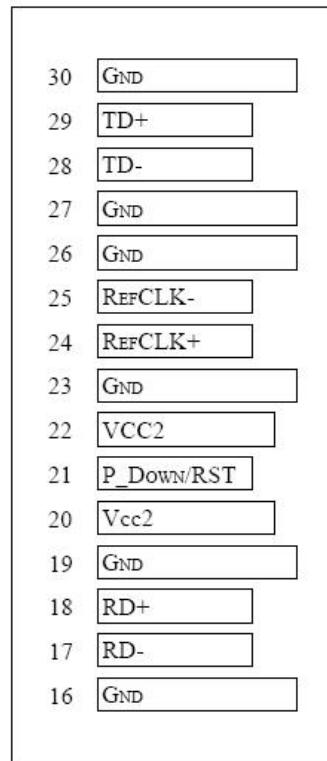 30 GND
29 TD+
28 TD-
27 GND
26 GND
25 REFCLK-
24 REFCLK+
23 GND
22 VCC2
21 P_DOWN/RST
20 Vcc2
19 GND
18 RD+
17 RD-
16 GND